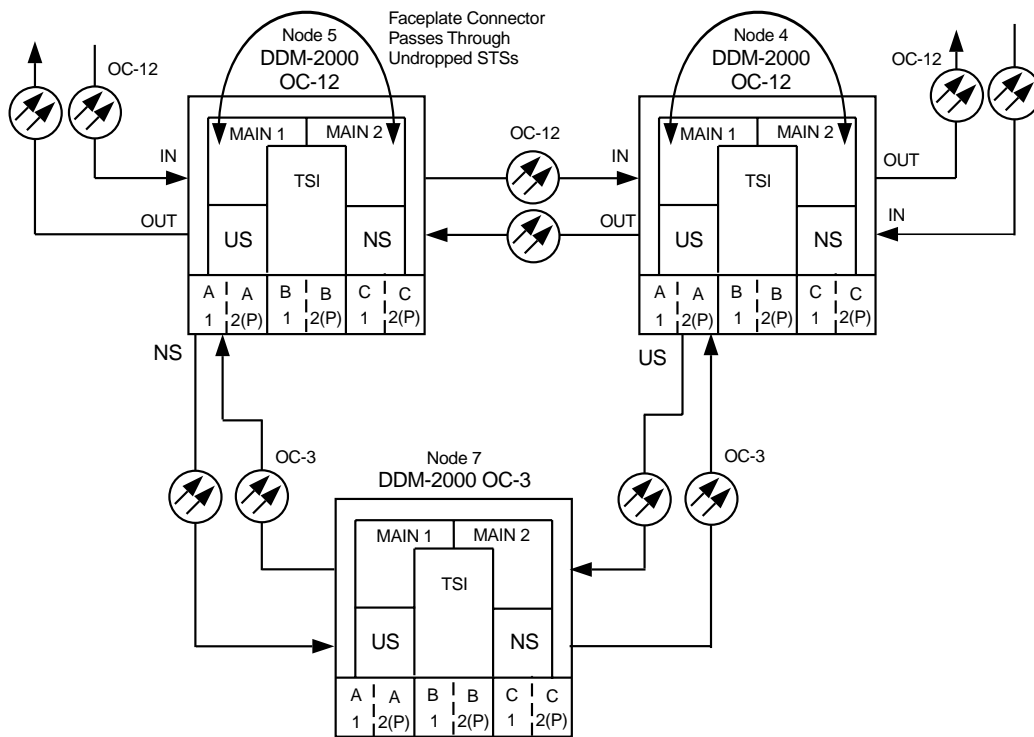 Faceplate Connector
Passes Through
Undropped STSs
Node 5
DDM-2000
OC-12
Node 4
DDM-2000
OC-12
OC-12
OC-12
OC-12
IN
OUT
MAIN 1
MAIN 2
TSI
US
NS
A
1
A
2(P)
B
1
B
2(P)
C
1
C
2(P)
IN
OUT
MAIN 1
MAIN 2
TSI
US
NS
A
1
A
2(P)
B
1
B
2(P)
C
1
C
2(P)
OUT
IN
NS
US
OC-3
OC-3
Node 7
DDM-2000 OC-3
MAIN 1
MAIN 2
TSI
US
NS
A
1
A
2(P)
B
1
B
2(P)
C
1
C
2(P)